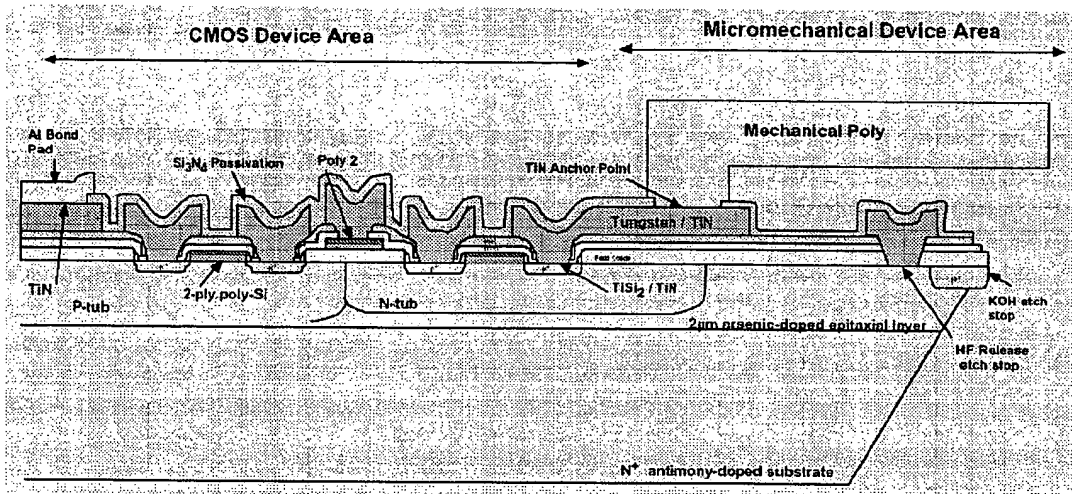 CMOS Device Area
Micromechanical Device Area
Mechanical Poly
Al Bond
Pad
Si3N4 Passivation
Poly 2
TiN Anchor Point
Tungsten / TiN
TiN
2-ply poly-Si
P-tub
N-tub
TiSi2 / TiN
KOH etch
stop
2µm arsenic-doped epitaxial layer
HF Release
etch stop
N+ antimony-doped substrate